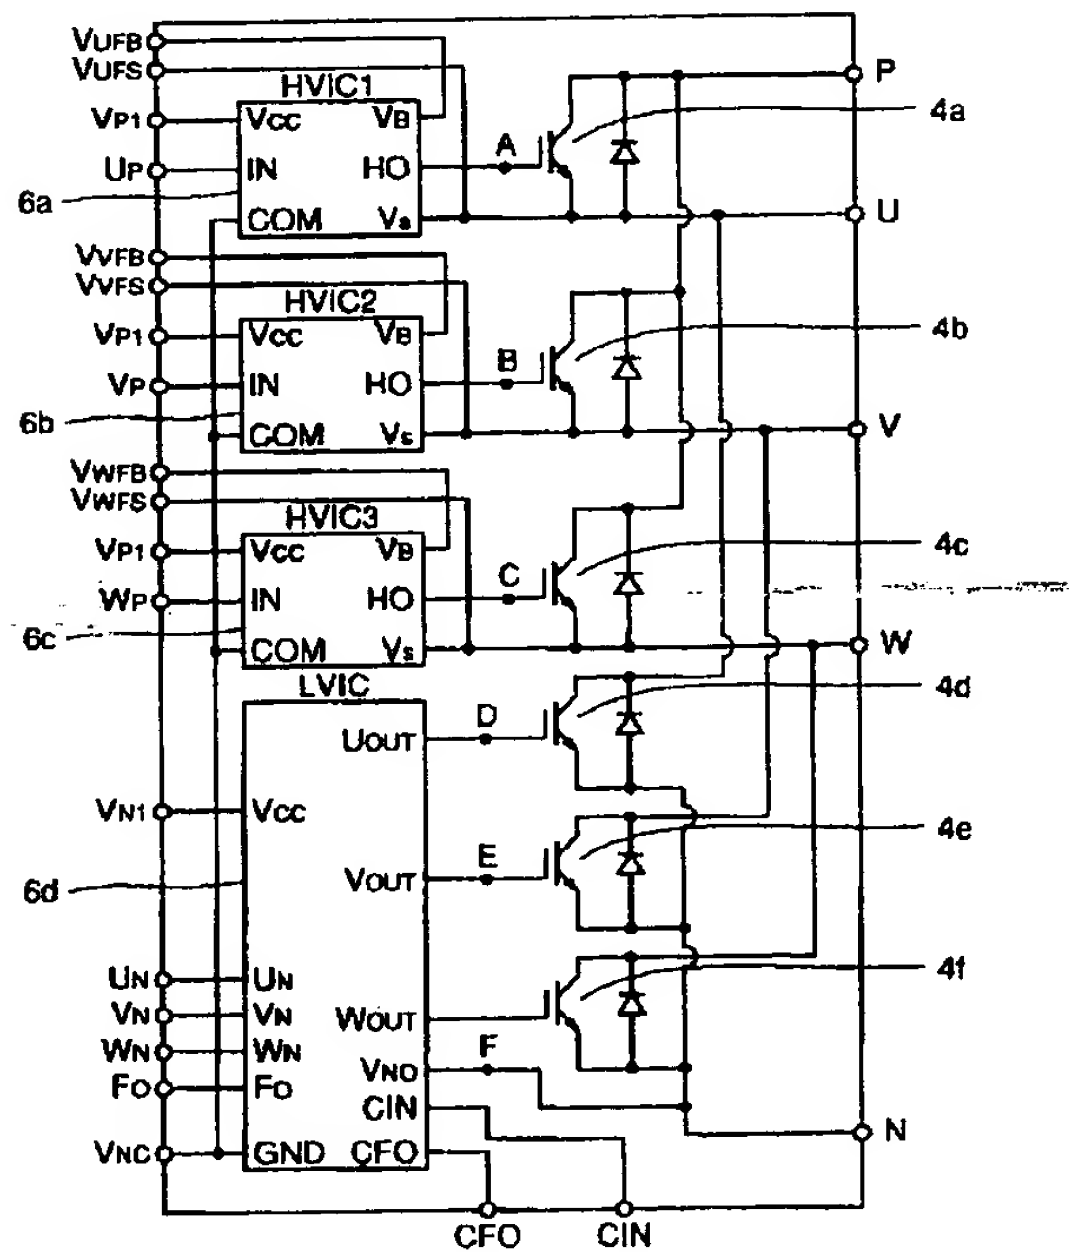 VUFB
VUFS
HVIC1
P
VP1
VCC
VB
4a
UP
IN
A
HO
6a
COM
VS
U
VVFB
VVFS
HVIC2
VP1
VCC
VB
4b
VP
IN
B
HO
6b
COM
VS
V
VWFB
VWFS
HVIC3
VP1
VCC
VB
4c
WP
IN
C
HO
6c
COM
VS
W
LVIC
4d
D
UOUT
VN1
VCC
4e
E
VOUT
6d
4f
UN
UN
VN
VN
WOUT
WN
WN
F
FO
FO
VNO
CIN
N
VNC
GND
CFO
CFO
CIN